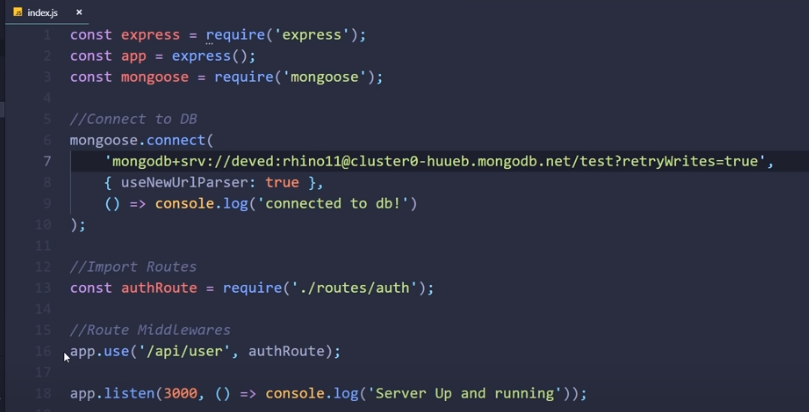 index.js ×
1 const express = require('express');
2 const app = express();
3 const mongoose = require('mongoose');
4
5 //Connect to DB
6 mongoose.connect(
7 'mongodb+srv://deved:rhino11@cluster0-huueb.mongodb.net/test?retryWrites=true',
8 { useNewUrlParser: true },
9 () => console.log('connected to db!')
10 );
11
12 //Import Routes
13 const authRoute = require('./routes/auth');
14
15 //Route Middlewares
16 app.use('/api/user', authRoute);
17
18 app.listen(3000, () => console.log('Server Up and running'));